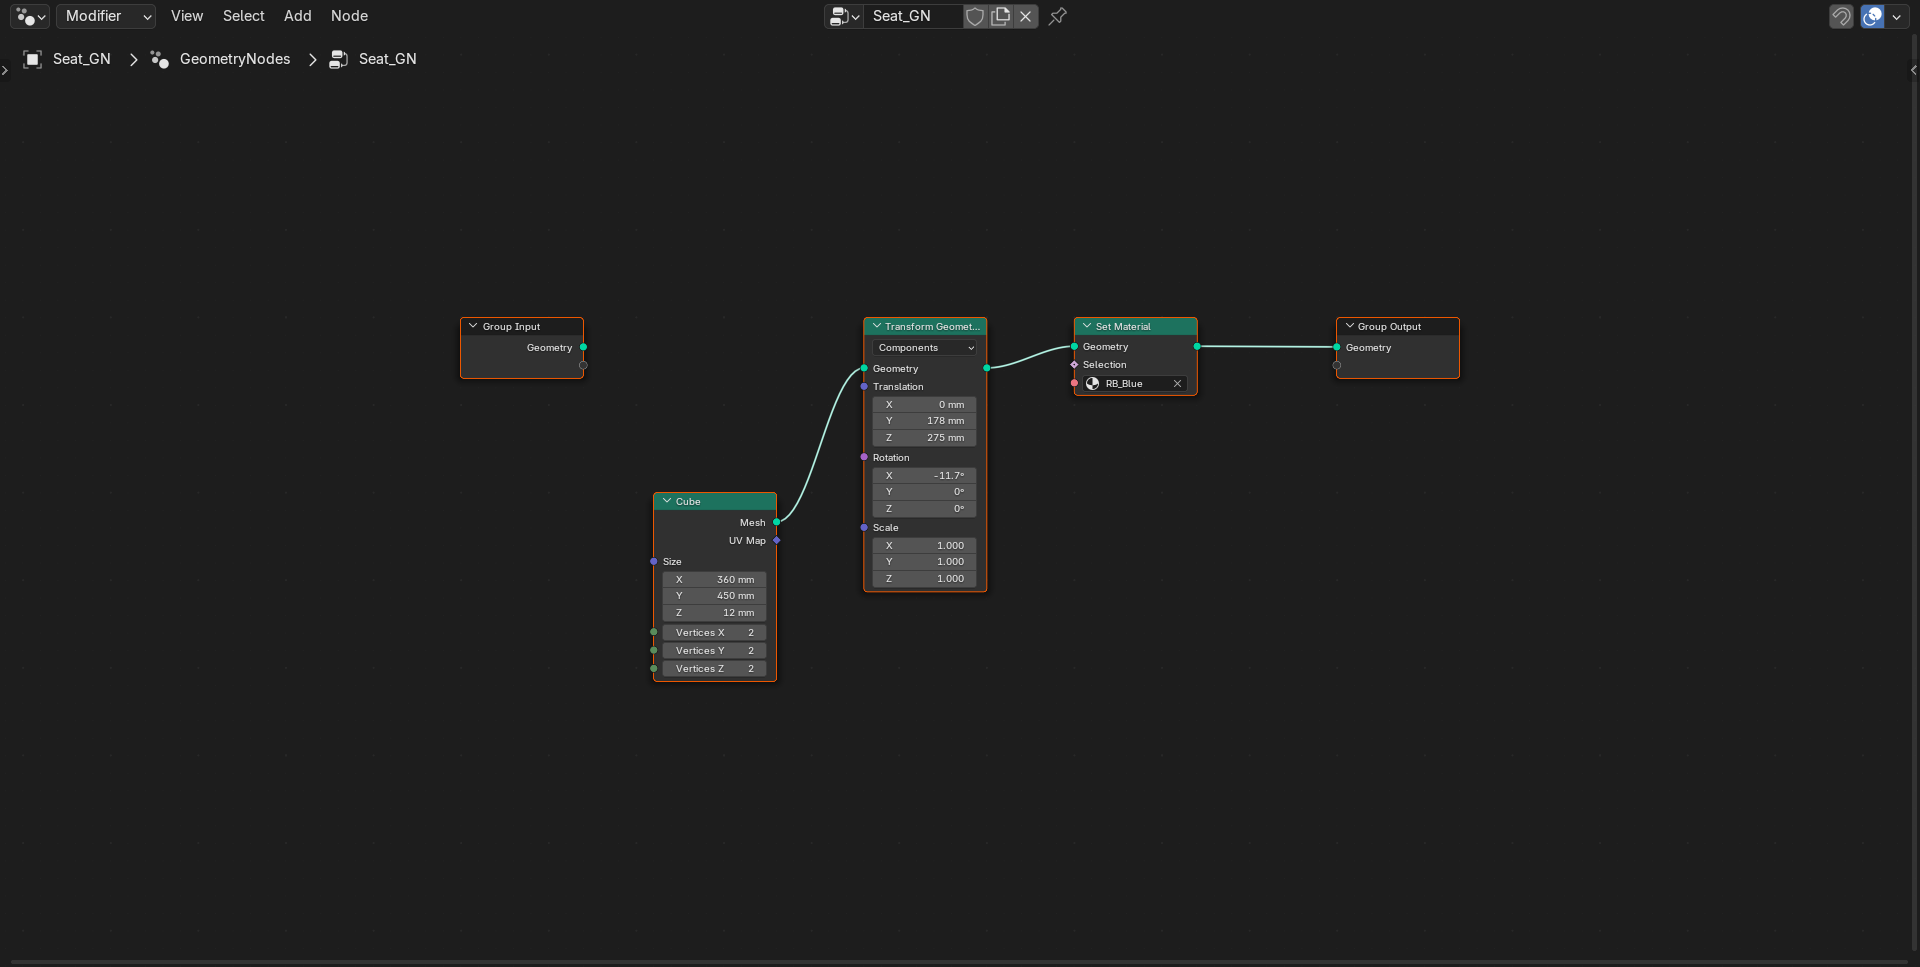 Modifier View Select Add Node Seat_GN
Seat_GN GeometryNodes Seat_GN
Group Input
Geometry
Cube
Mesh
UV Map
Size
X 360 mm
Y 450 mm
Z 12 mm
Vertices X 2
Vertices Y 2
Vertices Z 2
Transform Geomet...
Components
Geometry
Translation
X 0 mm
Y 178 mm
Z 275 mm
Rotation
X -11.7°
Y 0°
Z 0°
Scale
X 1.000
Y 1.000
Z 1.000
Set Material
Geometry
Selection
RB_Blue
Group Output
Geometry